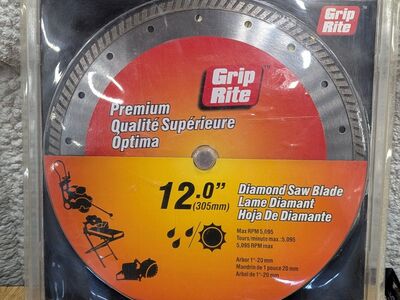 Grip
Rite
Grip
Rite
Premium
Qualité Supérieure
Óptima
12.0"
(305mm)
Diamond Saw Blade
Lame Diamant
Hoja De Diamante
Max RPM 5,095
Tours/minute max.:5,095
5,095 RPM max
Arbor 1"-20 mm
Mandrin de 1 pouce 20 mm
Árbol de 1"-20 mm